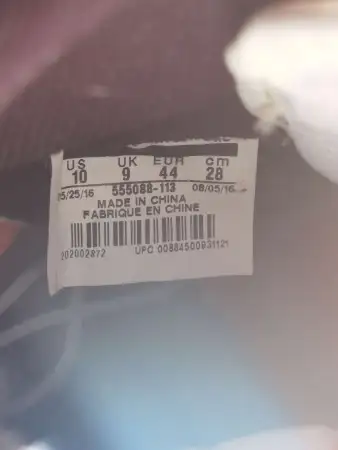 US UK EUR cm
10 9 44 28
05/25/16 555088-113 08/05/16
MADE IN CHINA
FABRIQUE EN CHINE
202002872 UPC 00884500931121